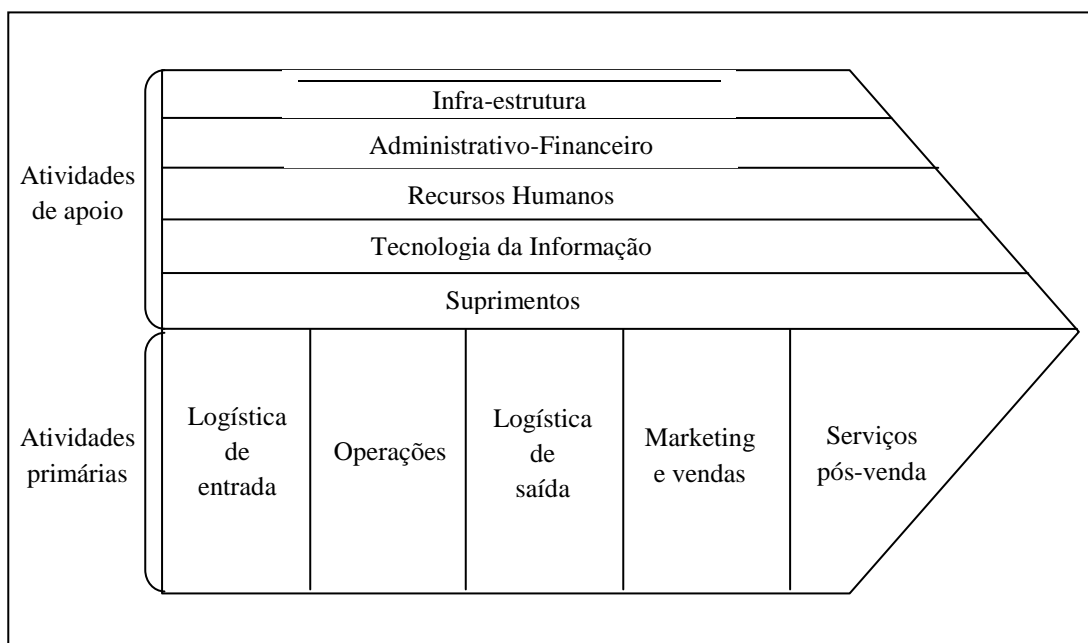 Atividades
de apoio
Infra-estrutura
Administrativo-Financeiro
Recursos Humanos
Tecnologia da Informação
Suprimentos
Atividades
primárias
Logística
de
entrada
Operações
Logística
de
saída
Marketing
e vendas
Serviços
pós-venda